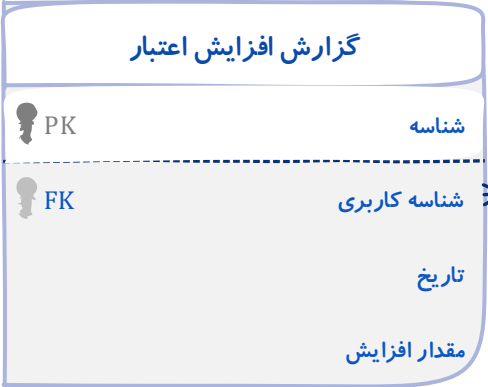 گزارش افزایش اعتبار
شناسه PK
شناسه کاربری FK
تاریخ
مقدار افزایش